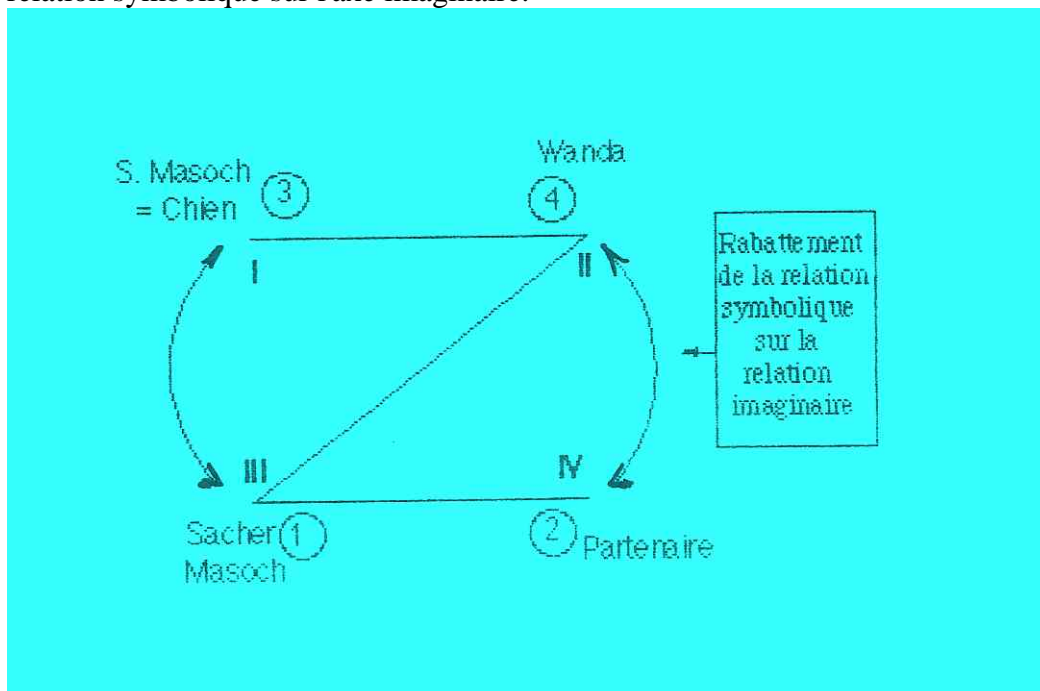 relation symbolique sur l'axe imaginaire.
Wanda
S. Masoch
= Chien
3
4
Rabattement
de la relation
symbolique
sur la
relation
imaginaire
I
II
III
IV
Sacher
Masoch
1
2
Partenaire